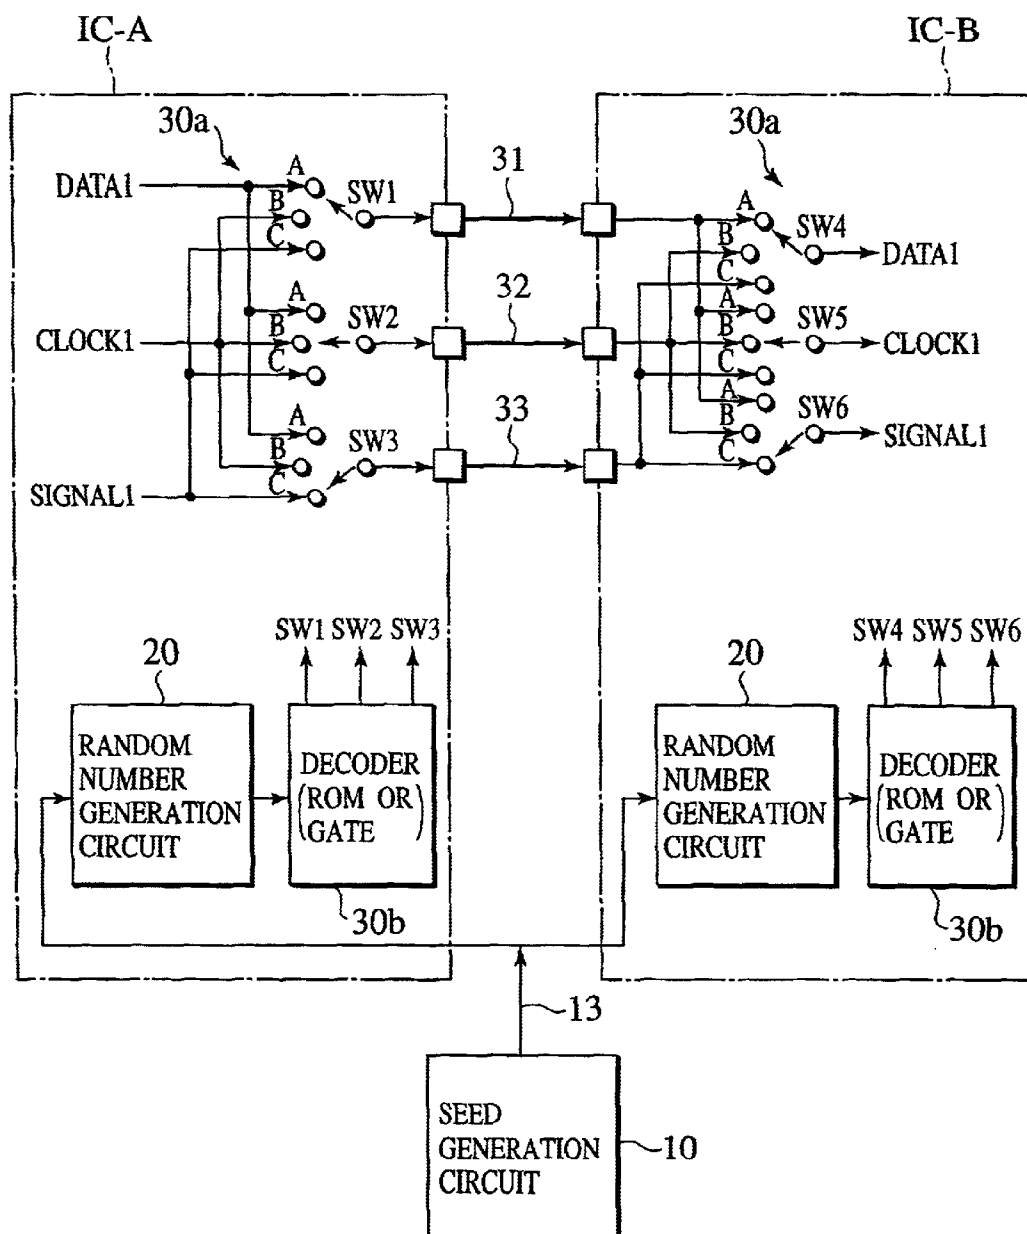 IC-A
IC-B
30a
30a
31
DATA1
A
SW1
B
C
A
SW4
B
DATA1
C
32
A
CLOCK1
B
SW2
C
A
B
SW5
CLOCK1
C
33
A
B
SW3
C
SIGNAL1
A
B
SW6
SIGNAL1
C
SW1 SW2 SW3
SW4 SW5 SW6
20
20
RANDOM
NUMBER
GENERATION
CIRCUIT
DECODER
(ROM OR
GATE)
30b
RANDOM
NUMBER
GENERATION
CIRCUIT
DECODER
(ROM OR
GATE)
30b
13
SEED
GENERATION
CIRCUIT
10